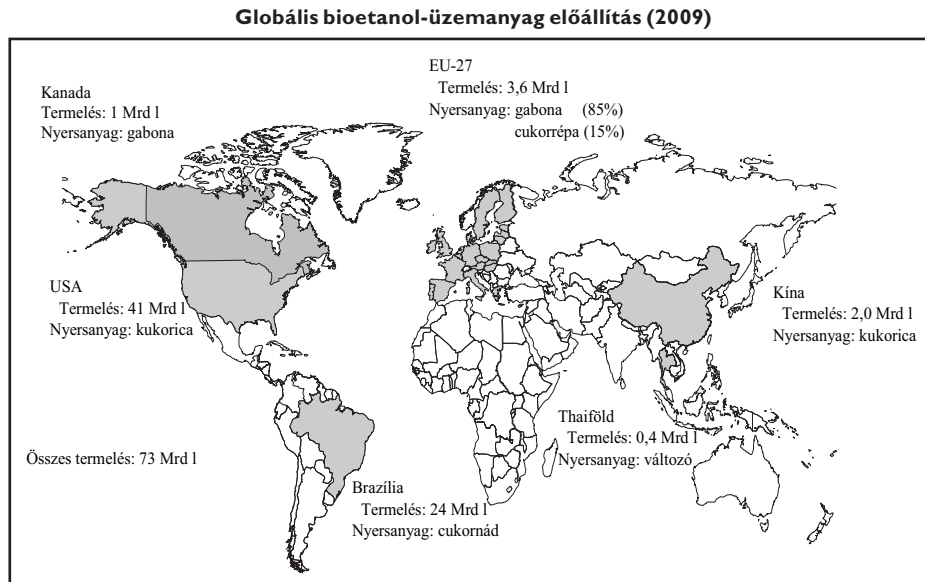 Globális bioetanol-üzemanyag előállítás (2009)
Kanada
Termelés: 1 Mrd l
Nyersanyag: gabona
EU-27
Termelés: 3,6 Mrd l
Nyersanyag: gabona (85%)
cukorrépa (15%)
USA
Termelés: 41 Mrd l
Nyersanyag: kukorica
Kína
Termelés: 2,0 Mrd l
Nyersanyag: kukorica
Thaiföld
Termelés: 0,4 Mrd l
Nyersanyag: változó
Összes termelés: 73 Mrd l
Brazília
Termelés: 24 Mrd l
Nyersanyag: cukornád